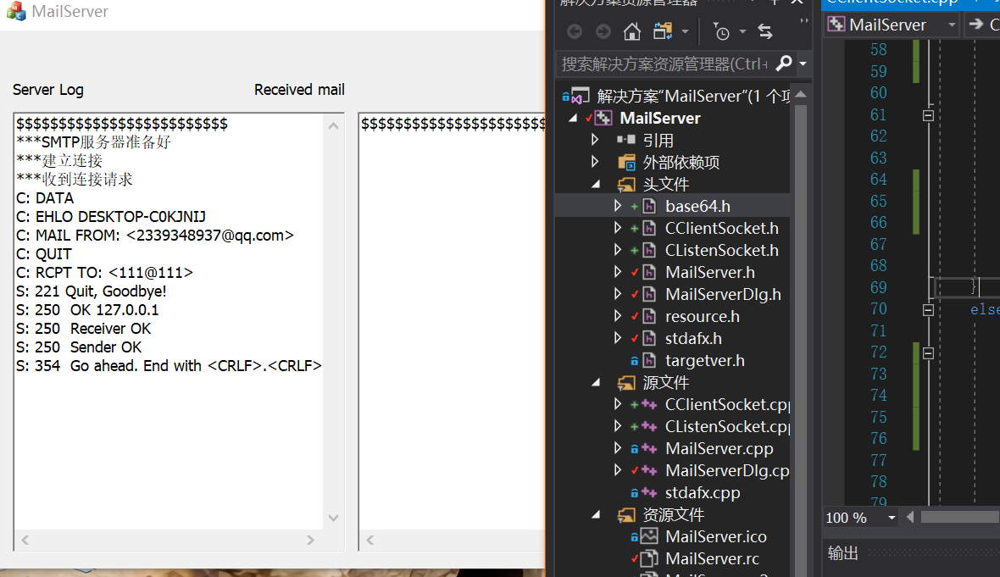 MailServer
Server Log
Received mail
$$$$$$$$$$$$$$$$$$$$$$$$$
***SMTP服务器准备好
***建立连接
***收到连接请求
C: DATA
C: EHLO DESKTOP-C0KJNIJ
C: MAIL FROM: <2339348937@qq.com>
C: QUIT
C: RCPT TO: <111@111>
S: 221 Quit, Goodbye!
S: 250  OK 127.0.0.1
S: 250  Receiver OK
S: 250  Sender OK
S: 354  Go ahead. End with <CRLF>.<CRLF>
$$$$$$$$$$$$$$$$$$$$$$
解决方案资源管理器
搜索解决方案资源管理器(Ctrl+
解决方案"MailServer"(1 个项
MailServer
引用
外部依赖项
头文件
base64.h
CClientSocket.h
CListenSocket.h
MailServer.h
MailServerDlg.h
resource.h
stdafx.h
targetver.h
源文件
CClientSocket.cpp
CListenSocket.cpp
MailServer.cpp
MailServerDlg.cp
stdafx.cpp
资源文件
MailServer.ico
MailServer.rc
CClientSocket.cpp
MailServer
58
59
60
61
62
63
64
65
66
67
68
69 }
70 else
71
72
73
74
75
76
77
78
79
100 %
输出